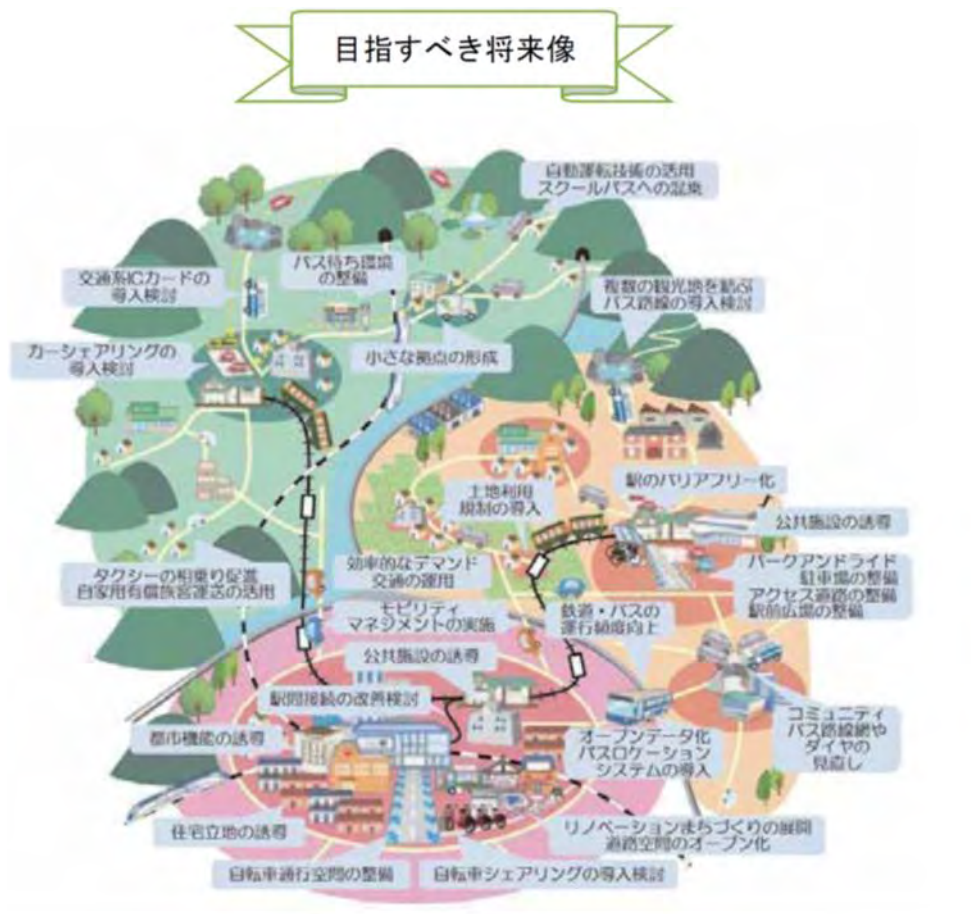 目指すべき将来像
自動運転技術の活用
スクールバスへの混乗
バス待ち環境
の整備
交通系ICカードの
導入検討
複数の観光地を結ぶ
バス路線の導入検討
カーシェアリングの
導入検討
小さな拠点の形成
駅のバリアフリー化
土地利用
規制の導入
公共施設の誘導
タクシーの相乗り促進
自家用有償旅客運送の活用
効率的なデマンド
交通の運用
パークアンドライド
駐車場の整備
アクセス道路の整備
駅前広場の整備
モビリティ
マネジメントの実施
鉄道・バスの
運行頻度向上
公共施設の誘導
駅間接続の改善検討
都市機能の誘導
オープンデータ化
バスロケーション
システムの導入
コミュニティ
バス路線網や
ダイヤの
見直し
住宅立地の誘導
リノベーションまちづくりの展開
道路空間のオープン化
自転車通行空間の整備
自転車シェアリングの導入検討